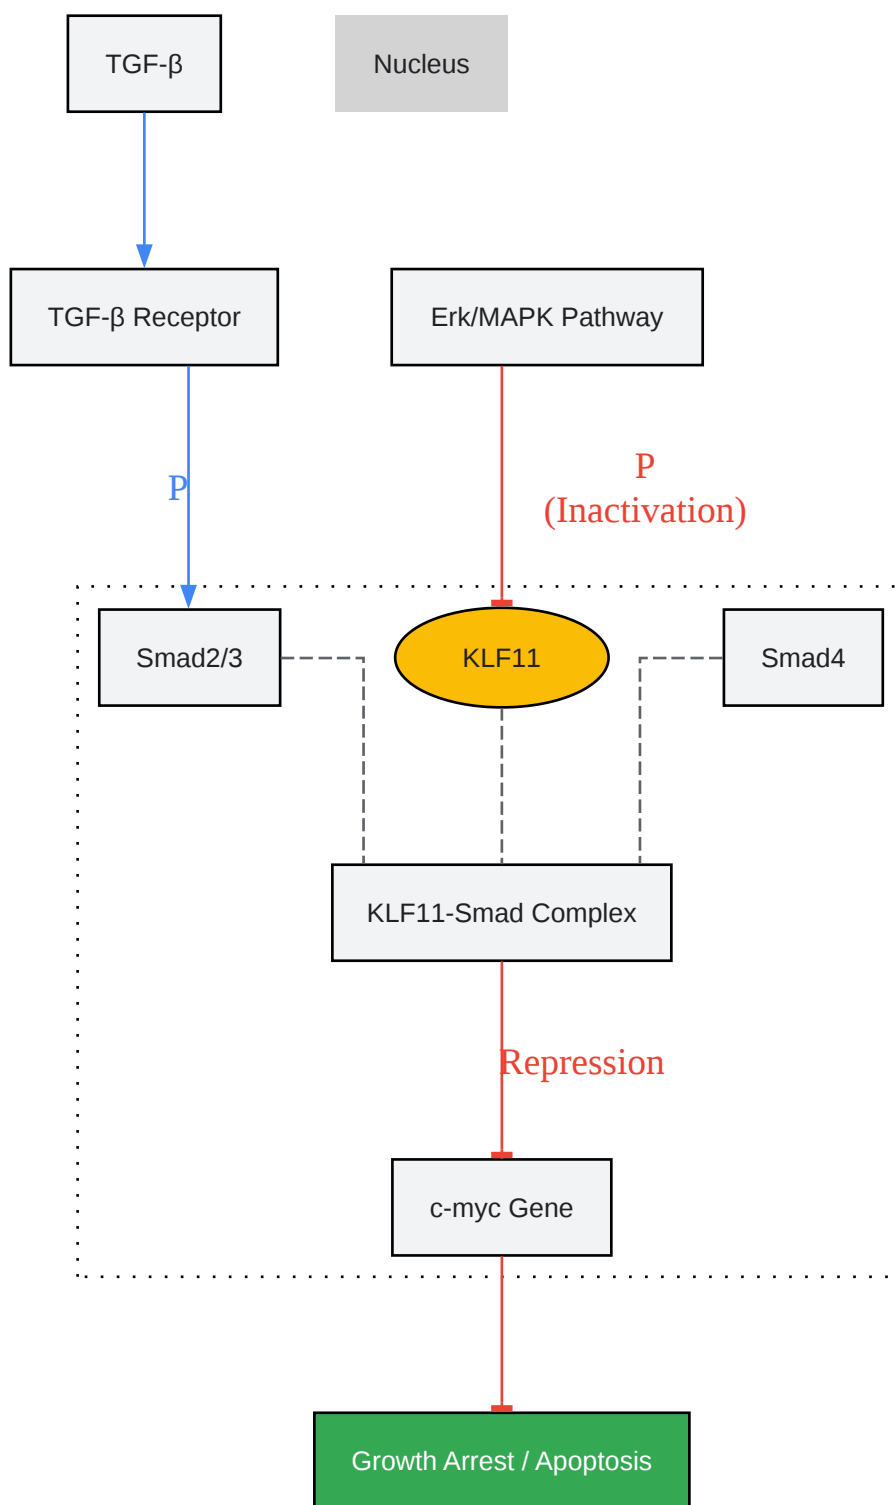 TGF-β
Nucleus
TGF-β Receptor
Erk/MAPK Pathway
P
P
(Inactivation)
Smad2/3
KLF11
Smad4
KLF11-Smad Complex
Repression
c-myc Gene
Growth Arrest / Apoptosis